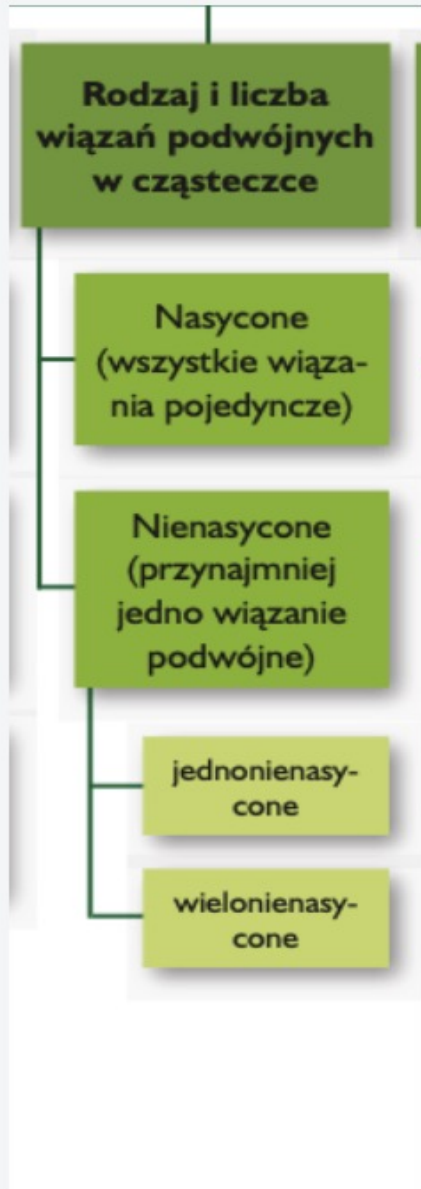 Rodzaj i liczba
wiązań podwójnych
w cząsteczce
Nasycone
(wszystkie wiąza-
nia pojedyncze)
Nienasycone
(przynajmniej
jedno wiązanie
podwójne)
jednonienasy-
cone
wielonienasy-
cone